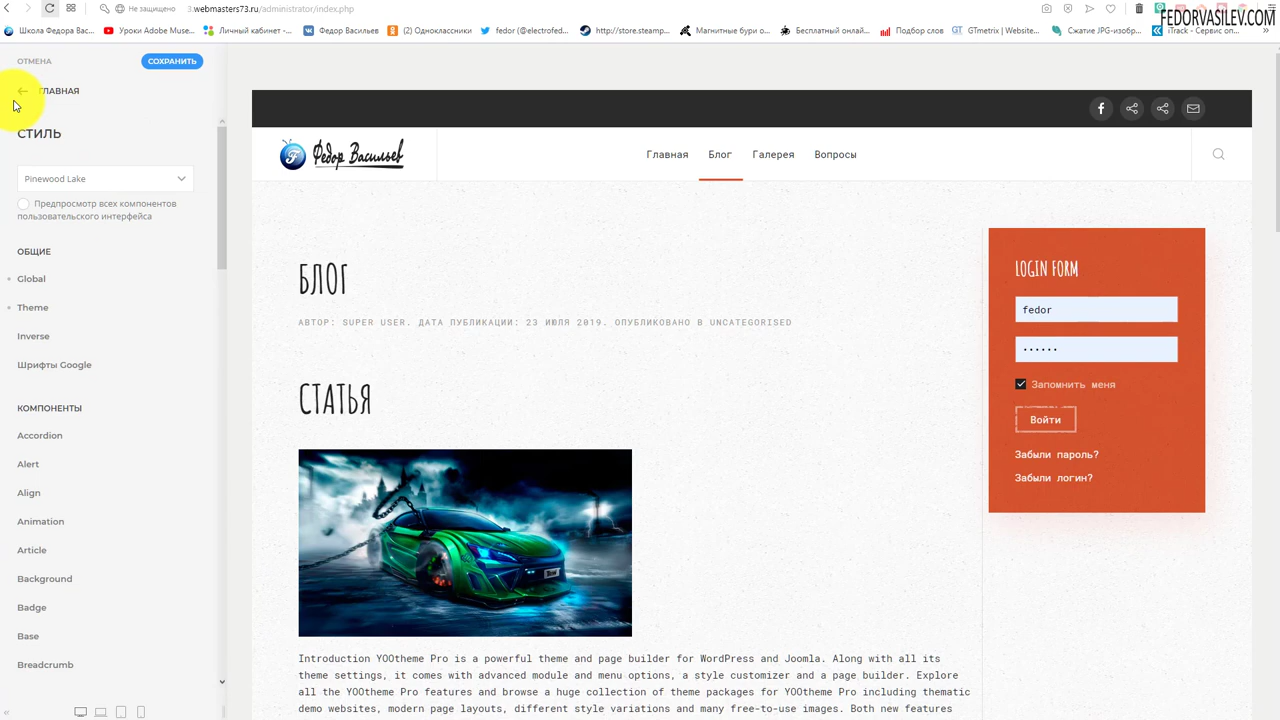 Не защищено
3.webmasters73.ru/administrator/index.php
FEDORVASILEV.COM
Школа Федора Вас...
Уроки Adobe Muse...
Личный кабинет -...
Федор Васильев
(2) Одноклассники
fedor (@electrofed...
http://store.steamp...
Магнитные бури о...
Бесплатный онлай...
Подбор слов
GTmetrix | Website...
Сжатие JPG-изобр...
iTrack - Сервис оп...
ОТМЕНА
СОХРАНИТЬ
ГЛАВНАЯ
СТИЛЬ
Pinewood Lake
Предпросмотр всех компонентов
пользовательского интерфейса
ОБЩИЕ
Global
Theme
Inverse
Шрифты Google
КОМПОНЕНТЫ
Accordion
Alert
Align
Animation
Article
Background
Badge
Base
Breadcrumb
Федор Васильев
Главная
Блог
Галерея
Вопросы
БЛОГ
АВТОР: SUPER USER. ДАТА ПУБЛИКАЦИИ: 23 ИЮЛЯ 2019. ОПУБЛИКОВАНО В UNCATEGORISED
СТАТЬЯ
Introduction YOOtheme Pro is a powerful theme and page builder for WordPress and Joomla. Along with all its
theme settings, it comes with advanced module and menu options, a style customizer and a page builder. Explore
all the YOOtheme Pro features and browse a huge collection of theme packages for YOOtheme Pro including thematic
demo websites, modern page layouts, different style variations and many free-to-use images. Both new features
LOGIN FORM
fedor
••••••
Запомнить меня
Войти
Забыли пароль?
Забыли логин?